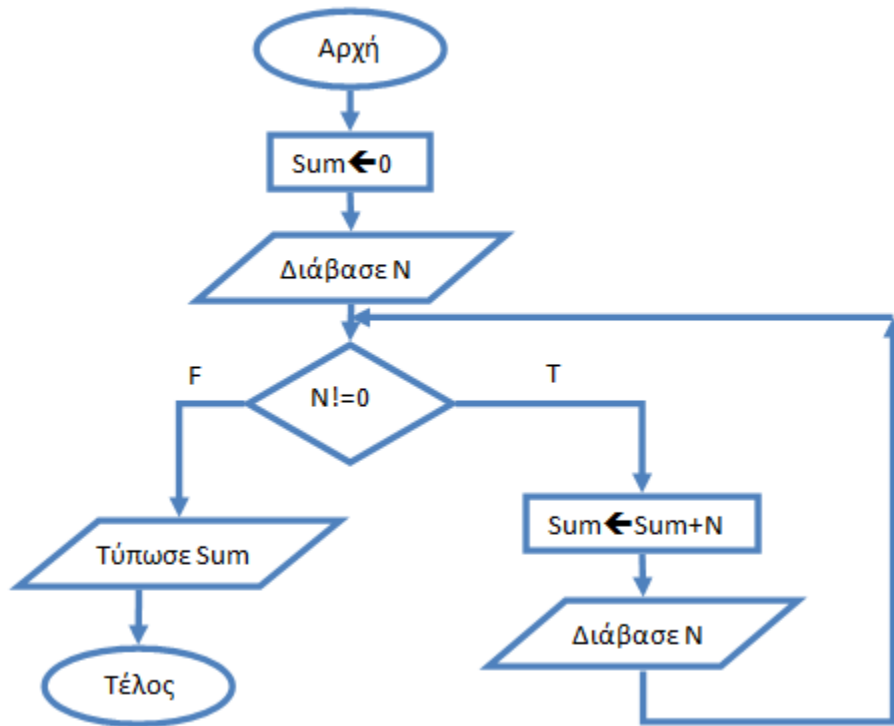 Αρχή
Sum🡸0
Διάβασε Ν
F
N!=0
T
Sum🡸Sum+N
Τύπωσε Sum
Διάβασε Ν
Τέλος